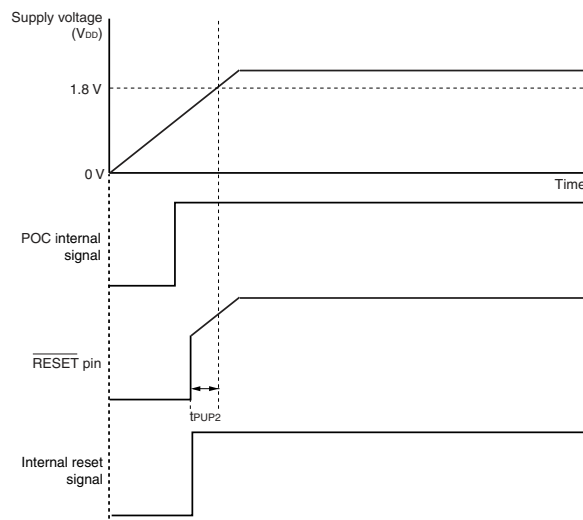 Supply voltage
(VDD)
1.8 V
0 V
Time
POC internal
signal
RESET pin
tPUP2
Internal reset
signal